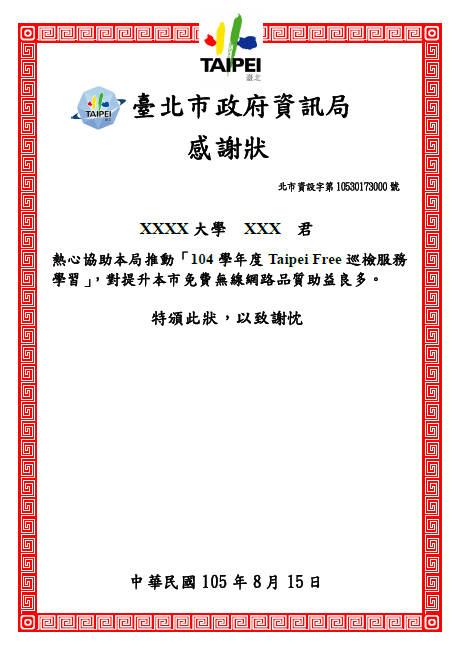 TAIPEI
臺北
TAIPEI
臺北市政府資訊局
感謝狀
北市資設字第10530173000號
XXXX大學 XXX 君
熱心協助本局推動「104學年度Taipei Free巡檢服務
學習」，對提升本市免費無線網路品質助益良多。
特頒此狀，以致謝忱
中華民國105年8月15日